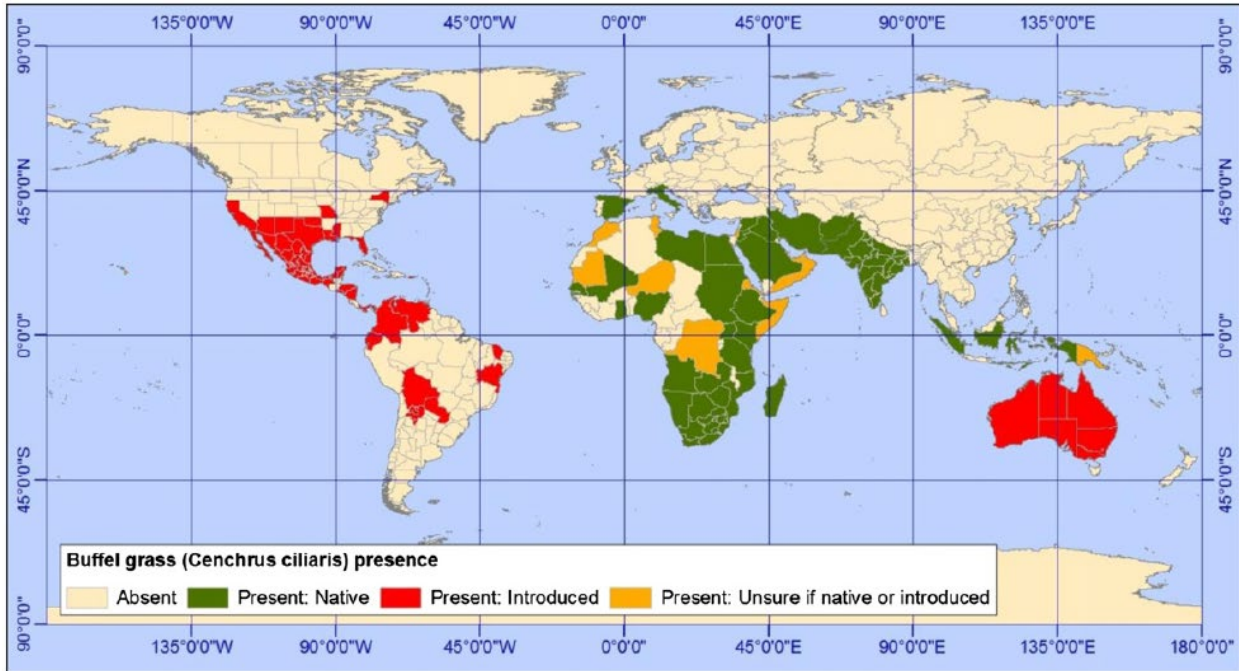 135°0'0"W 90°0'0"W 45°0'0"W 0°0'0" 45°0'0"E 90°0'0"E 135°0'0"E
90°0'0" 90°0'0"
45°0'0"N 45°0'0"N
0°0'0" 0°0'0"
45°0'0"S 45°0'0"S
Buffel grass (Cenchrus ciliaris) presence
Absent Present: Native Present: Introduced Present: Unsure if native or introduced
90°0'0" 90°0'0"
135°0'0"W 90°0'0"W 45°0'0"W 0°0'0" 45°0'0"E 90°0'0"E 135°0'0"E 180°0'0"